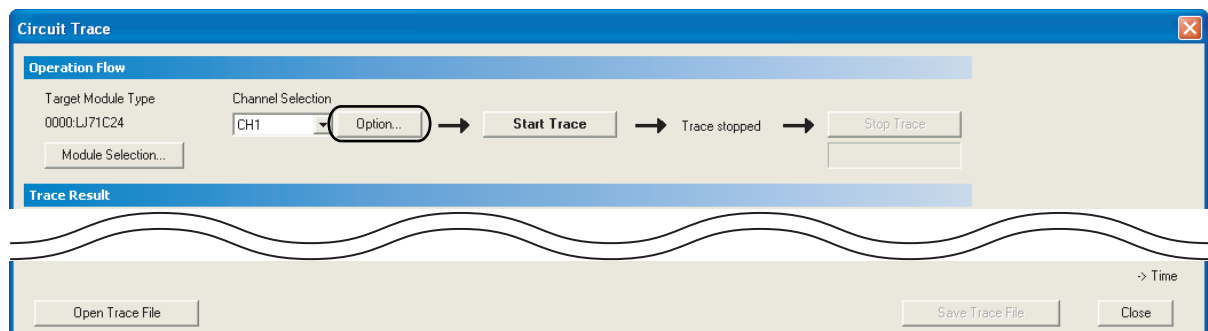 Circuit Trace
Operation Flow
Target Module Type Channel Selection
0000:LJ71C24 CH1 Option... Start Trace Trace stopped Stop Trace
Module Selection...
Trace Result
-> Time
Open Trace File Save Trace File Close